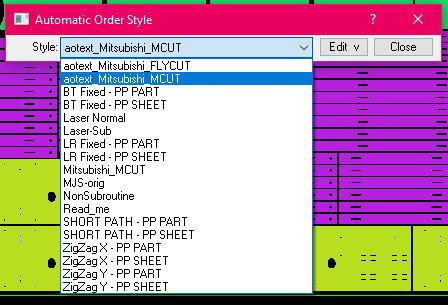 Automatic Order Style
?
Style: aotext_Mitsubishi_MCUT Edit v Close
aotext_Mitsubishi_FLYCUT
aotext_Mitsubishi_MCUT
BT Fixed - PP PART
BT Fixed - PP SHEET
Laser Normal
Laser-Sub
LR Fixed - PP PART
LR Fixed - PP SHEET
Mitsubishi_MCUT
MJS-orig
NonSubroutine
Read_me
SHORT PATH - PP PART
SHORT PATH - PP SHEET
ZigZag X - PP PART
ZigZag X - PP SHEET
ZigZag Y - PP PART
ZigZag Y - PP SHEET